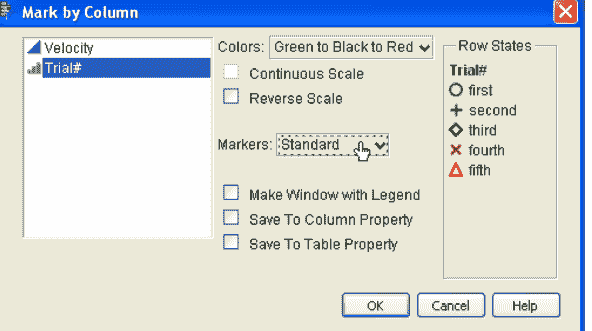 Mark by Column
Velocity
Trial#
Colors: Green to Black to Red
Continuous Scale
Reverse Scale
Markers: Standard
Make Window with Legend
Save To Column Property
Save To Table Property
Row States
Trial#
first
second
third
fourth
fifth
OK
Cancel
Help